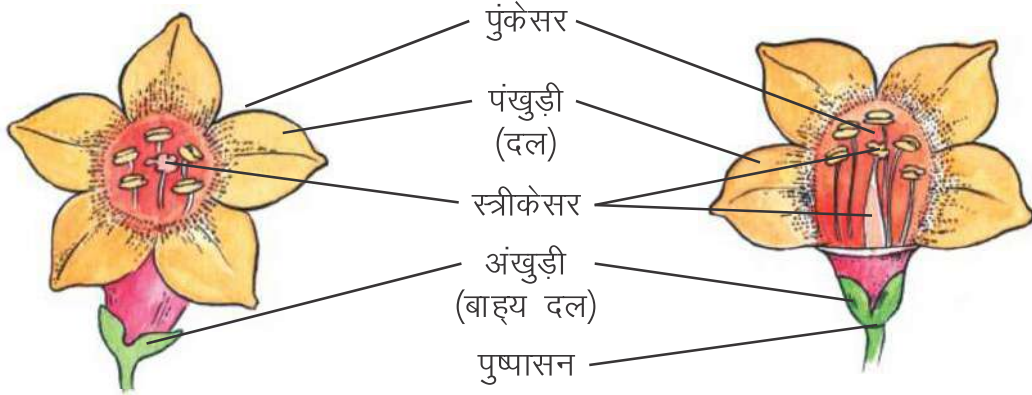 पुंकेसर
पंखुड़ी
(दल)
स्त्रीकेसर
अंखुड़ी
(बाह्य दल)
पुष्पासन